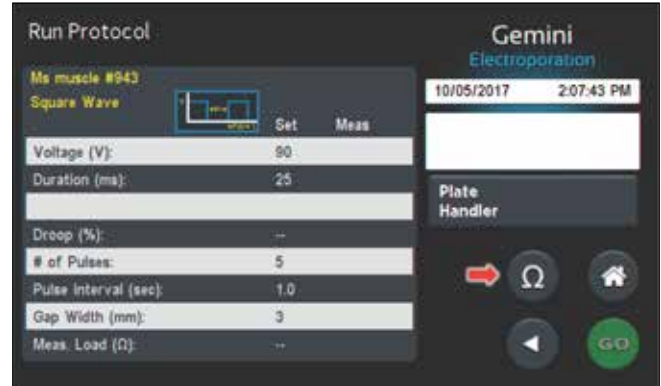 Run Protocol
Ms muscle #943
Square Wave
Set Meas
Voltage (V): 90
Duration (ms): 25
Droop (%): --
# of Pulses: 5
Pulse Interval (sec): 1.0
Gap Width (mm): 3
Meas. Load (Ω): --
Gemini
Electroporation
10/05/2017 2:07:43 PM
Plate
Handler
Ω
GO